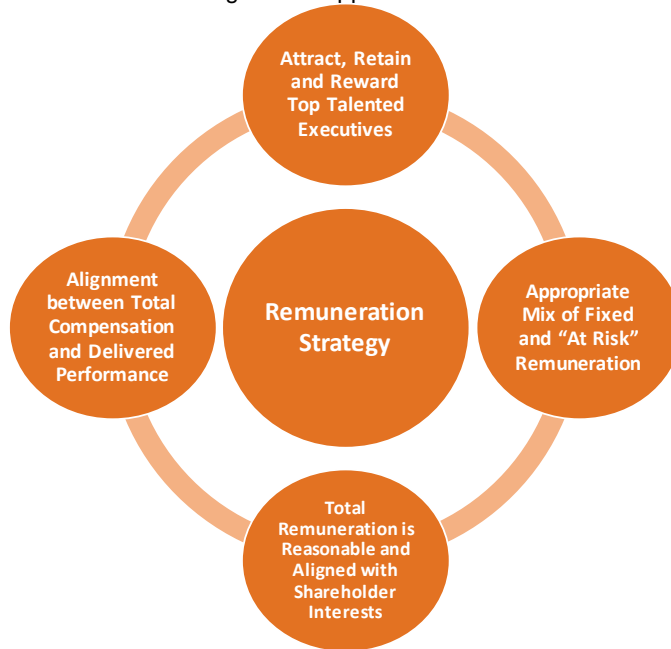 Attract, Retain
and Reward
Top Talented
Executives
Alignment
between Total
Compensation
and Delivered
Performance
Remuneration
Strategy
Appropriate
Mix of Fixed
and “At Risk”
Remuneration
Total
Remuneration is
Reasonable and
Aligned with
Shareholder
Interests